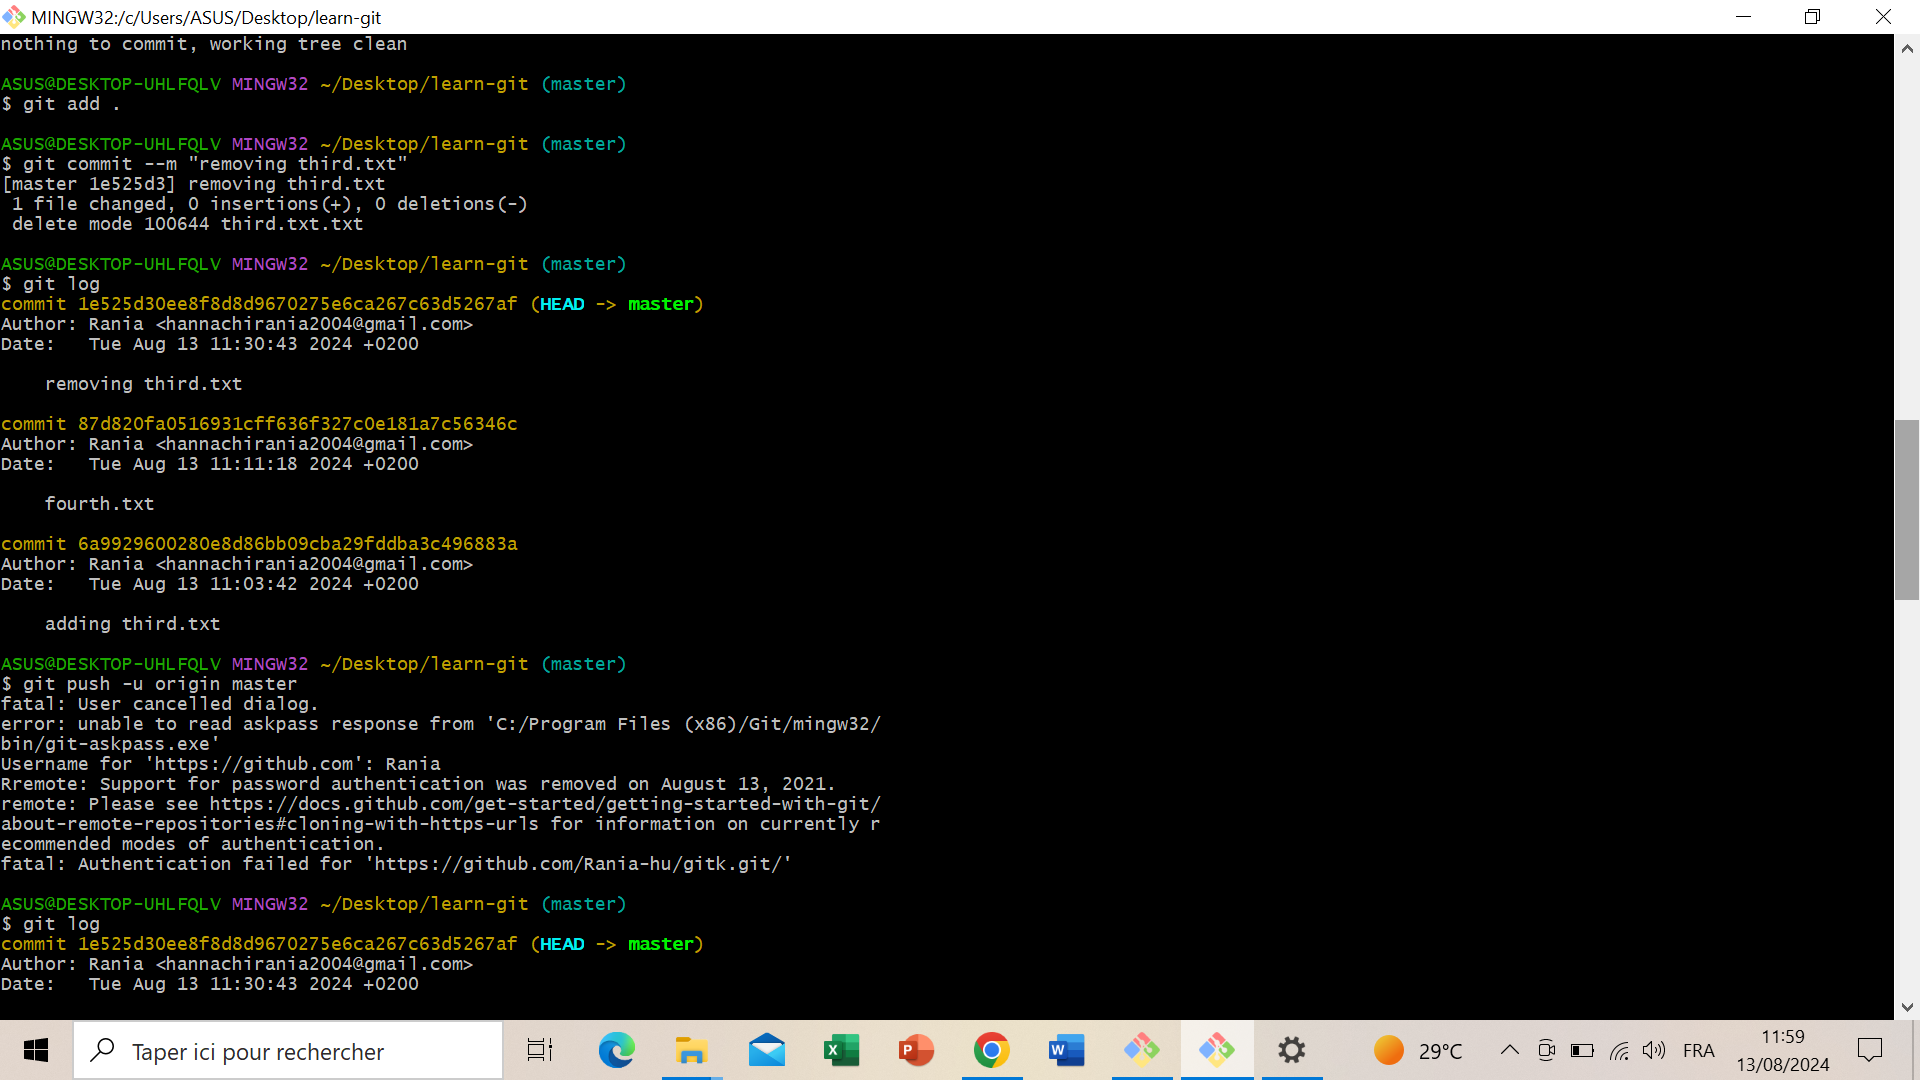 MINGW32:/c/Users/ASUS/Desktop/learn-git
nothing to commit, working tree clean
ASUS@DESKTOP-UHLFQLV MINGW32 ~/Desktop/learn-git (master)
$ git add .
ASUS@DESKTOP-UHLFQLV MINGW32 ~/Desktop/learn-git (master)
$ git commit --m "removing third.txt"
[master 1e525d3] removing third.txt
1 file changed, 0 insertions(+), 0 deletions(-)
delete mode 100644 third.txt.txt
ASUS@DESKTOP-UHLFQLV MINGW32 ~/Desktop/learn-git (master)
$ git log
commit 1e525d30ee8f8d8d9670275e6ca267c63d5267af (HEAD -> master)
Author: Rania <hannachirania2004@gmail.com>
Date:   Tue Aug 13 11:30:43 2024 +0200
removing third.txt
commit 87d820fa0516931cff636f327c0e181a7c56346c
Author: Rania <hannachirania2004@gmail.com>
Date:   Tue Aug 13 11:11:18 2024 +0200
fourth.txt
commit 6a9929600280e8d86bb09cba29fddba3c496883a
Author: Rania <hannachirania2004@gmail.com>
Date:   Tue Aug 13 11:03:42 2024 +0200
adding third.txt
ASUS@DESKTOP-UHLFQLV MINGW32 ~/Desktop/learn-git (master)
$ git push -u origin master
fatal: User cancelled dialog.
error: unable to read askpass response from 'C:/Program Files (x86)/Git/mingw32/
bin/git-askpass.exe'
Username for 'https://github.com': Rania
Rremote: Support for password authentication was removed on August 13, 2021.
remote: Please see https://docs.github.com/get-started/getting-started-with-git/
about-remote-repositories#cloning-with-https-urls for information on currently r
ecommended modes of authentication.
fatal: Authentication failed for 'https://github.com/Rania-hu/gitk.git/'
ASUS@DESKTOP-UHLFQLV MINGW32 ~/Desktop/learn-git (master)
$ git log
commit 1e525d30ee8f8d8d9670275e6ca267c63d5267af (HEAD -> master)
Author: Rania <hannachirania2004@gmail.com>
Date:   Tue Aug 13 11:30:43 2024 +0200
Taper ici pour rechercher
29°C
FRA
11:59
13/08/2024